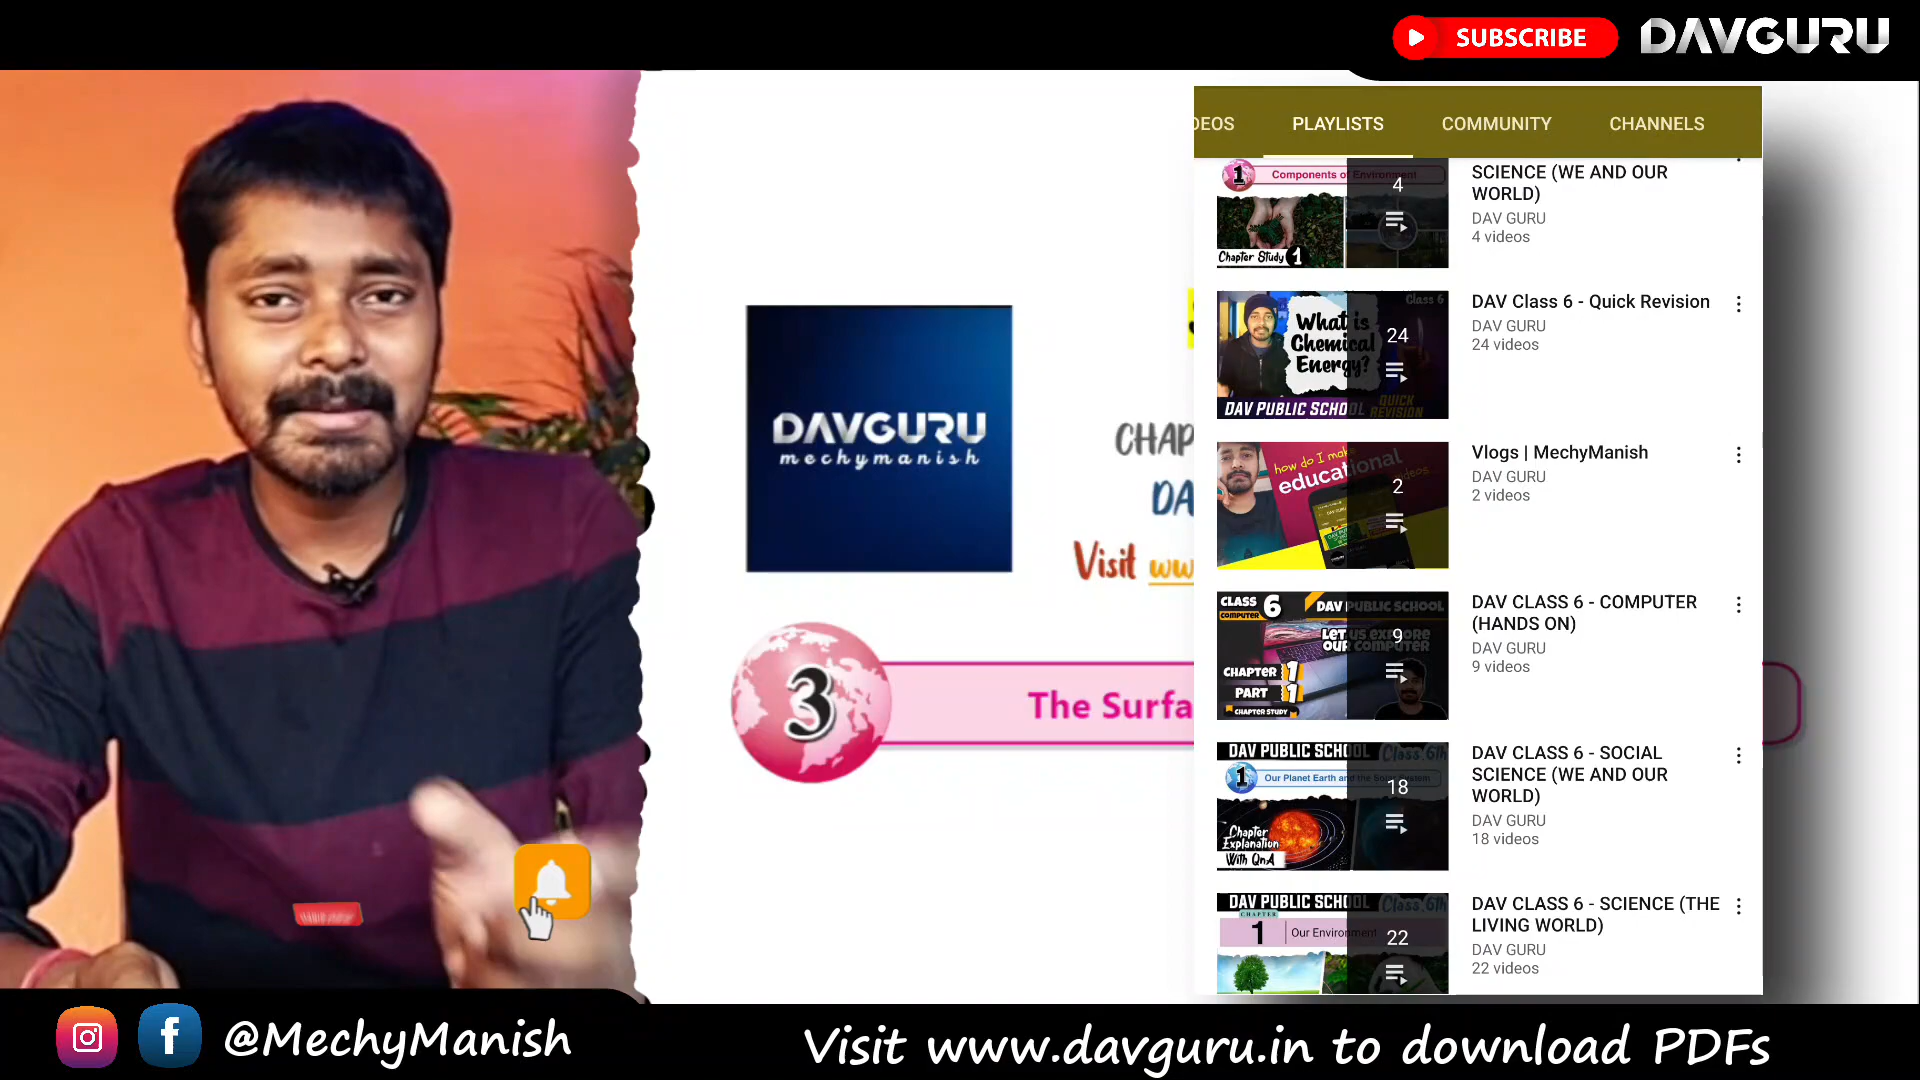 SUBSCRIBE DAVGURU
DEOS PLAYLISTS COMMUNITY CHANNELS
1 Components of Environment
Chapter Study 1
4
SCIENCE (WE AND OUR
WORLD)
DAV GURU
4 videos
Class 6
What is
Chemical
Energy?
DAV PUBLIC SCHOOL
QUICK
REVISION
24
DAV Class 6 - Quick Revision
DAV GURU
24 videos
how do I make
educational
videos
2
Vlogs | MechyManish
DAV GURU
2 videos
CLASS 6
COMPUTER
DAV PUBLIC SCHOOL
LET US EXPLORE
OUR COMPUTER
CHAPTER 1
PART 1
CHAPTER STUDY
9
DAV CLASS 6 - COMPUTER
(HANDS ON)
DAV GURU
9 videos
DAV PUBLIC SCHOOL Class 6th
1 Our Planet Earth and the Solar System
Chapter
Explanation
With QnA
18
DAV CLASS 6 - SOCIAL
SCIENCE (WE AND OUR
WORLD)
DAV GURU
18 videos
DAV PUBLIC SCHOOL Class 6th
CHAPTER
1 Our Environment
22
DAV CLASS 6 - SCIENCE (THE
LIVING WORLD)
DAV GURU
22 videos
DAVGURU
mechymanish
CHAP
DA
Visit www
3 The Surfa
@MechyManish
Visit www.davguru.in to download PDFs